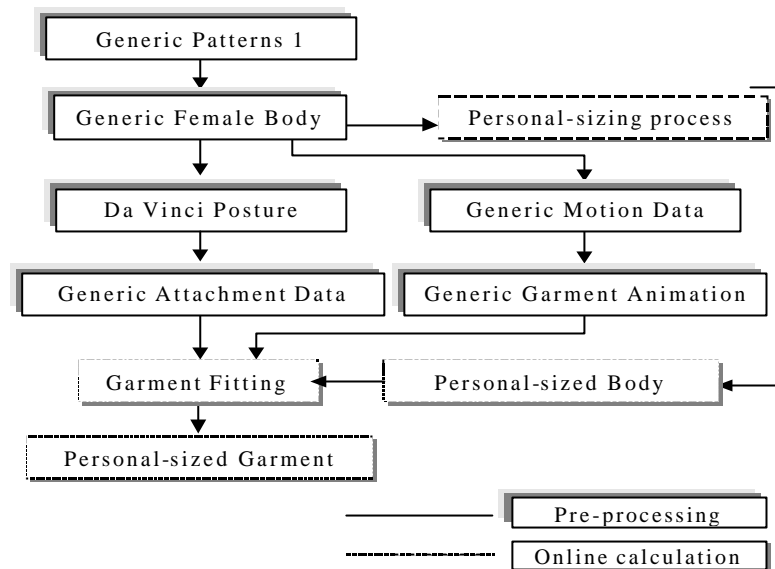 Generic Patterns 1
Generic Female Body
Personal-sizing process
Da Vinci Posture
Generic Motion Data
Generic Attachment Data
Generic Garment Animation
Garment Fitting
Personal-sized Body
Personal-sized Garment
Pre-processing
Online calculation